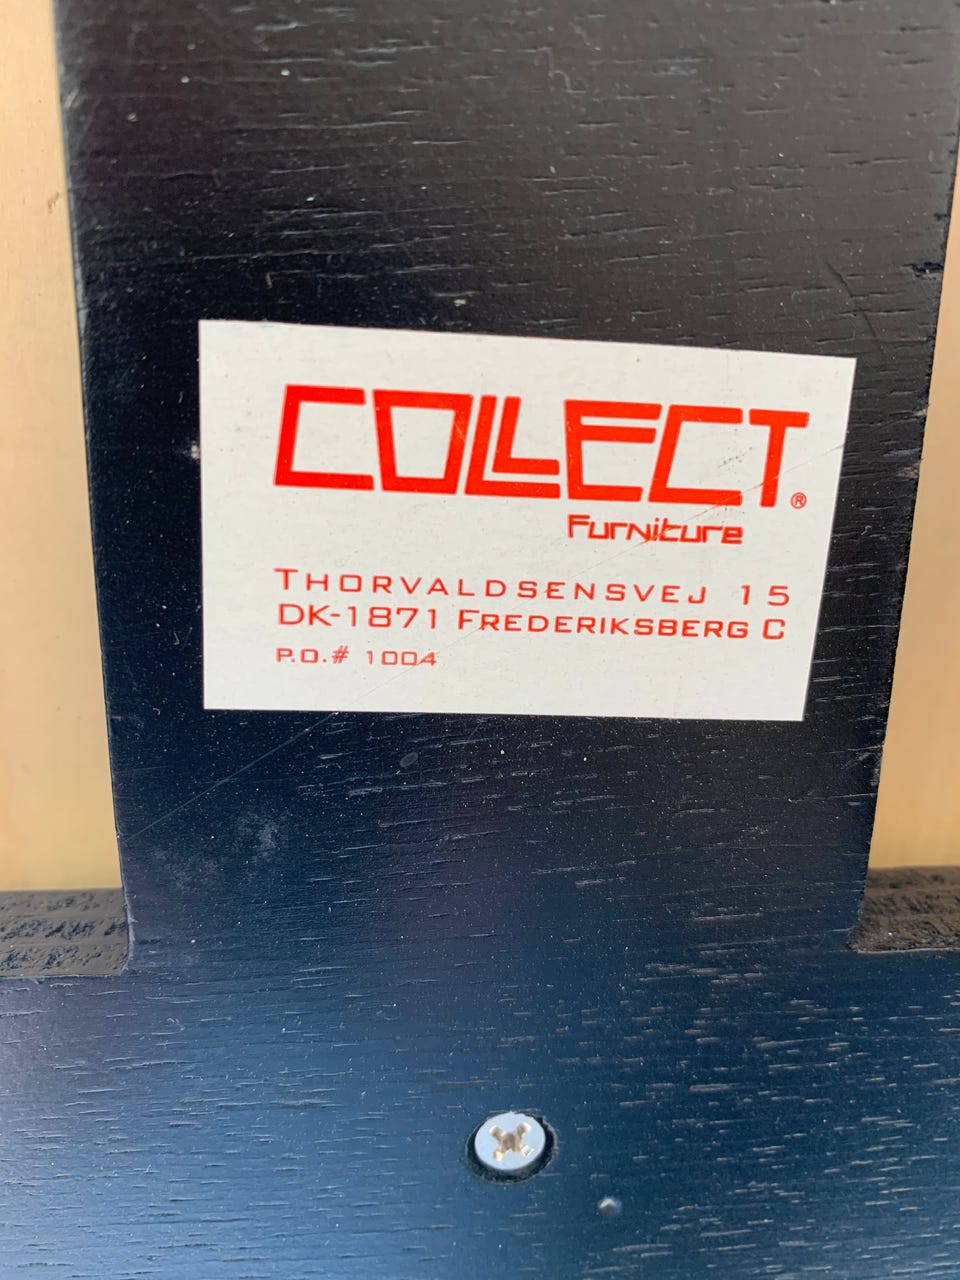 COLLECT®
Furniture
THORVALDSENSVEJ 15
DK-1871 FREDERIKSBERG C
P.O.# 1004